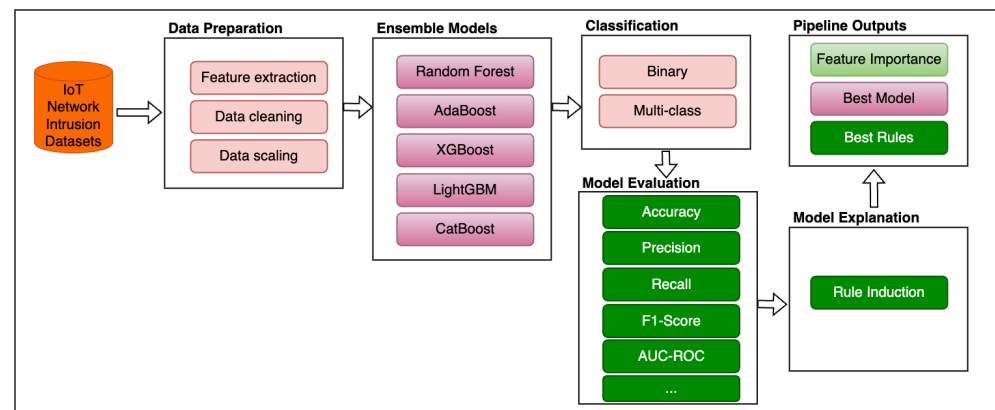 IoT
Network
Intrusion
Datasets
Data Preparation
Feature extraction
Data cleaning
Data scaling
Ensemble Models
Random Forest
AdaBoost
XGBoost
LightGBM
CatBoost
Classification
Binary
Multi-class
Model Evaluation
Accuracy
Precision
Recall
F1-Score
AUC-ROC
...
Model Explanation
Rule Induction
Pipeline Outputs
Feature Importance
Best Model
Best Rules